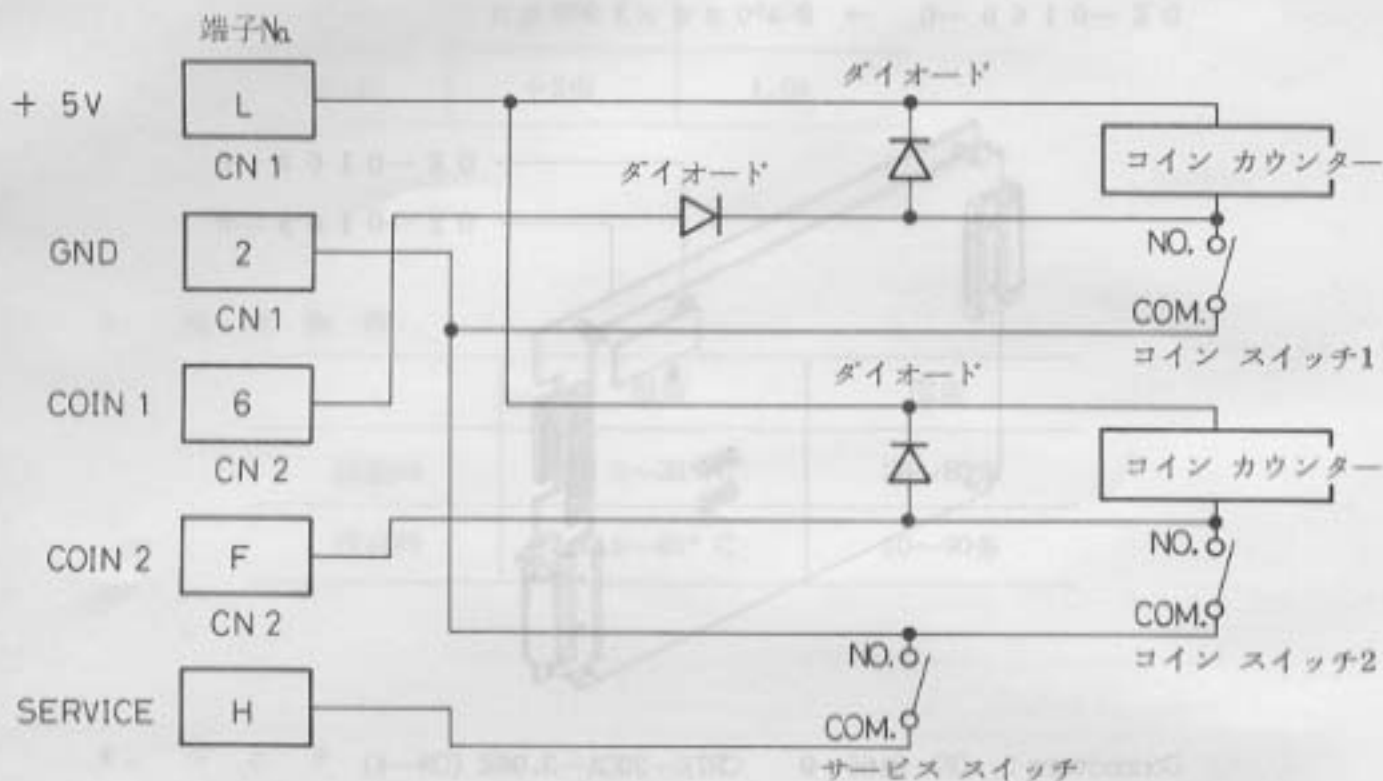 端子No.
+ 5V
L
CN 1
GND
2
CN 1
COIN 1
6
CN 2
COIN 2
F
CN 2
SERVICE
H
ダイオード
ダイオード
コイン カウンター
NO.
COM.
コイン スイッチ1
ダイオード
コイン カウンター
NO.
COM.
コイン スイッチ2
NO.
COM.
サービス スイッチ